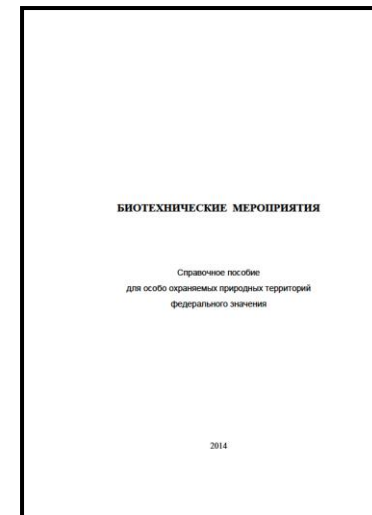 БИОТЕХНИЧЕСКИЕ МЕРОПРИЯТИЯ
Справочное пособие
для особо охраняемых природных территорий
федерального значения
2014